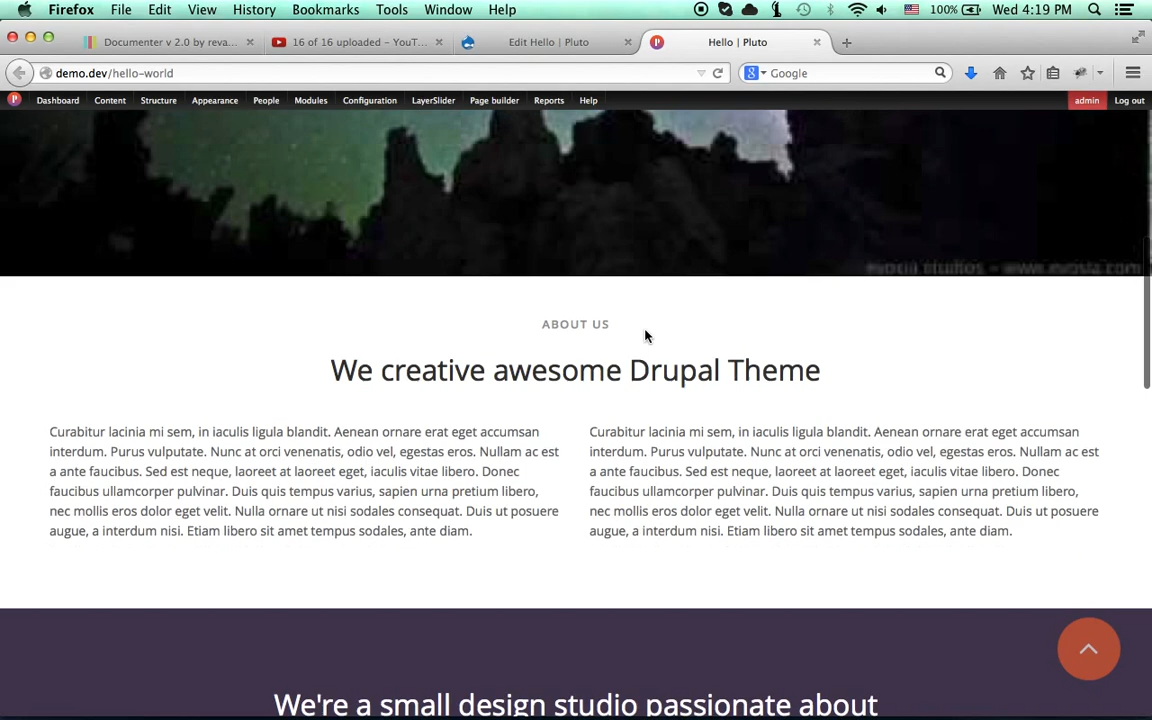 Firefox File Edit View History Bookmarks Tools Window Help 100% Wed 4:19 PM
Documenter v 2.0 by reva... 16 of 16 uploaded – YouT... Edit Hello | Pluto Hello | Pluto
demo.dev/hello-world Google
Dashboard Content Structure Appearance People Modules Configuration LayerSlider Page builder Reports Help admin Log out
ABOUT US
We creative awesome Drupal Theme
Curabitur lacinia mi sem, in iaculis ligula blandit. Aenean ornare erat eget accumsan
interdum. Purus vulputate. Nunc at orci venenatis, odio vel, egestas eros. Nullam ac est
a ante faucibus. Sed est neque, laoreet at laoreet eget, iaculis vitae libero. Donec
faucibus ullamcorper pulvinar. Duis quis tempus varius, sapien urna pretium libero,
nec mollis eros dolor eget velit. Nulla ornare ut nisi sodales consequat. Duis ut posuere
augue, a interdum nisi. Etiam libero sit amet tempus sodales, ante diam.
Curabitur lacinia mi sem, in iaculis ligula blandit. Aenean ornare erat eget accumsan
interdum. Purus vulputate. Nunc at orci venenatis, odio vel, egestas eros. Nullam ac est
a ante faucibus. Sed est neque, laoreet at laoreet eget, iaculis vitae libero. Donec
faucibus ullamcorper pulvinar. Duis quis tempus varius, sapien urna pretium libero,
nec mollis eros dolor eget velit. Nulla ornare ut nisi sodales consequat. Duis ut posuere
augue, a interdum nisi. Etiam libero sit amet tempus sodales, ante diam.
We're a small design studio passionate about